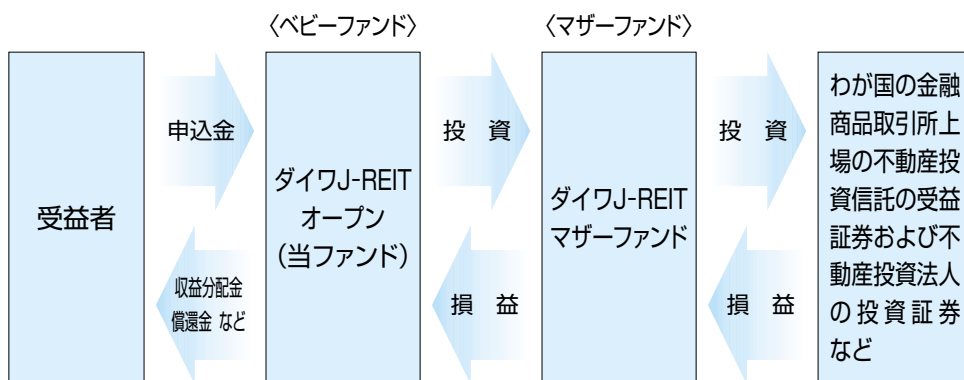 〈ベビーファンド〉
〈マザーファンド〉
受益者
申込金
収益分配金
償還金 など
ダイワJ-REIT
オープン
(当ファンド)
投 資
損 益
ダイワJ-REIT
マザーファンド
投 資
損 益
わが国の金融
商品取引所上
場の不動産投
資信託の受益
証券および不
動産投資法人
の投資証券
など